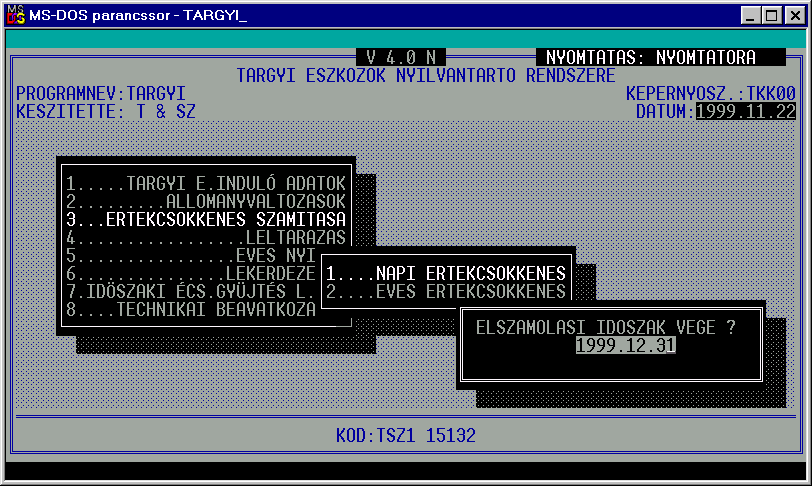 MS-DOS parancssor - TARGYI_
V 4.0 N NYOMTATAS: NYOMTATORA
TARGYI ESZKOZOK NYILVANTARTO RENDSZERE
PROGRAMNEV:TARGYI KEPERNYOSZ.:TKK00
KESZITETTE: T & SZ DATUM:1999.11.22
1.....TARGYI E.INDULÓ ADATOK
2.........ALLOMANYVALTOZASOK
3...ERTEKCSOKKENES SZAMITASA
4.................LELTARAZAS
5................EVES NYI
6...............LEKERDEZE
7.IDÖSZAKI ÉCS.GYÜJTÉS L.
8....TECHNIKAI BEAVATKOZA
1....NAPI ERTEKCSOKKENES
2....EVES ERTEKCSOKKENES
ELSZAMOLASI IDOSZAK VEGE ?
1999.12.31
KOD:TSZ1 15132